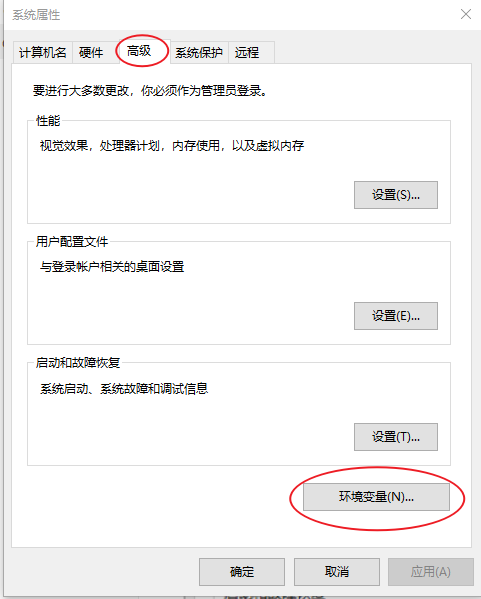 系统属性
计算机名 硬件 高级 系统保护 远程
要进行大多数更改，你必须作为管理员登录。
性能
视觉效果，处理器计划，内存使用，以及虚拟内存
设置(S)...
用户配置文件
与登录帐户相关的桌面设置
设置(E)...
启动和故障恢复
系统启动、系统故障和调试信息
设置(T)...
环境变量(N)...
确定 取消 应用(A)